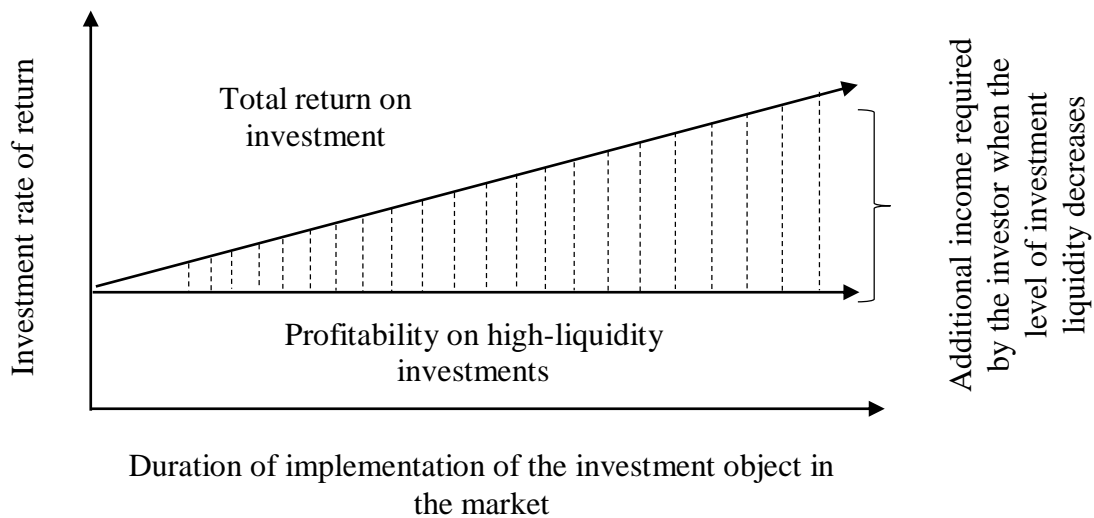 Investment rate of return
Total return on
investment
Profitability on high-liquidity
investments
Duration of implementation of the investment object in
the market
Additional income required
by the investor when the
level of investment
liquidity decreases